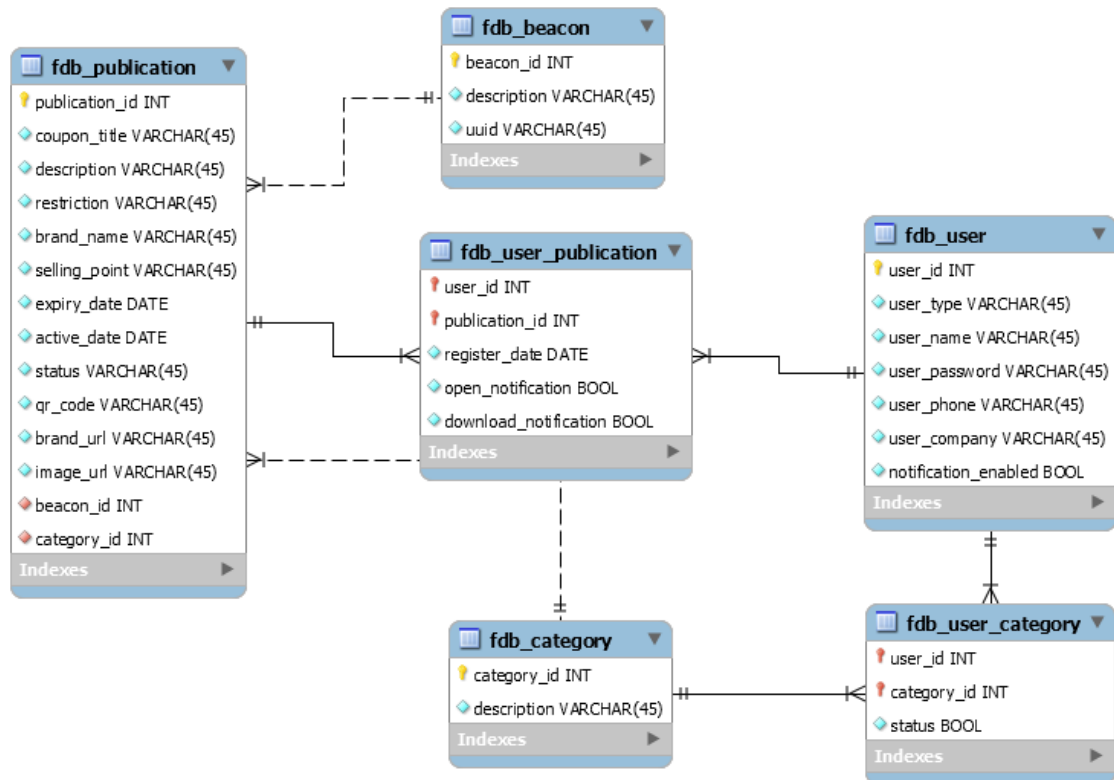 fdb_publication
publication_id INT
coupon_title VARCHAR(45)
description VARCHAR(45)
restriction VARCHAR(45)
brand_name VARCHAR(45)
selling_point VARCHAR(45)
expiry_date DATE
active_date DATE
status VARCHAR(45)
qr_code VARCHAR(45)
brand_url VARCHAR(45)
image_url VARCHAR(45)
beacon_id INT
category_id INT
Indexes
fdb_beacon
beacon_id INT
description VARCHAR(45)
uuid VARCHAR(45)
Indexes
fdb_user_publication
user_id INT
publication_id INT
register_date DATE
open_notification BOOL
download_notification BOOL
Indexes
fdb_user
user_id INT
user_type VARCHAR(45)
user_name VARCHAR(45)
user_password VARCHAR(45)
user_phone VARCHAR(45)
user_company VARCHAR(45)
notification_enabled BOOL
Indexes
fdb_category
category_id INT
description VARCHAR(45)
Indexes
fdb_user_category
user_id INT
category_id INT
status BOOL
Indexes